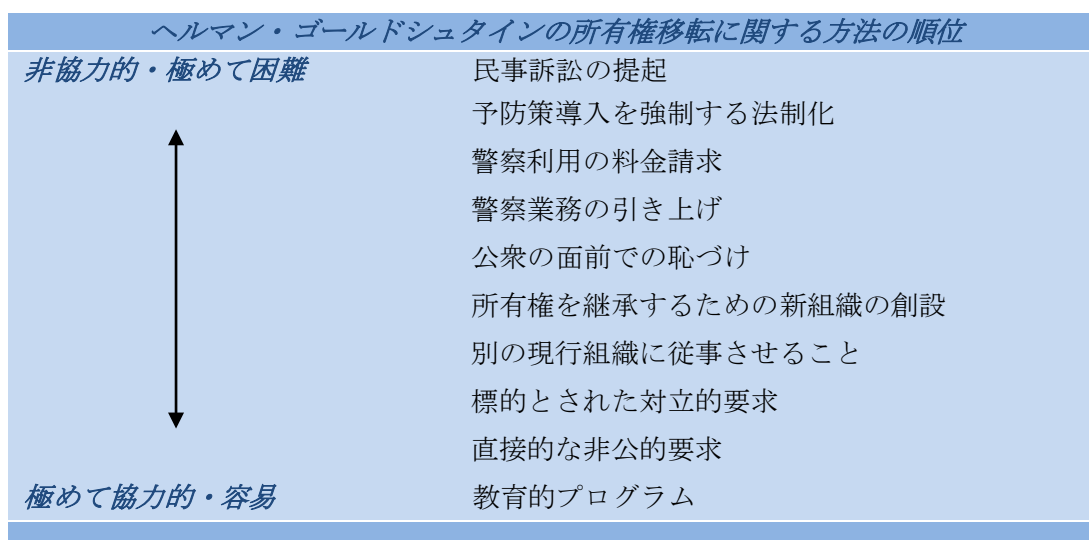 ヘルマン・ゴールドシュタインの所有権移転に関する方法の順位
非協力的・極めて困難 民事訴訟の提起
予防策導入を強制する法制化
警察利用の料金請求
警察業務の引き上げ
公衆の面前での恥づけ
所有権を継承するための新組織の創設
別の現行組織に従事させること
標的とされた対立的要求
直接的な非公的要求
極めて協力的・容易 教育的プログラム